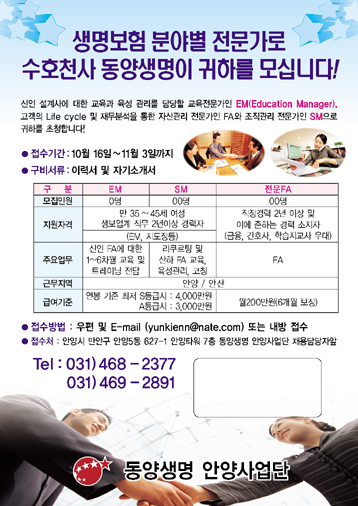 생명보험 분야별 전문가로
수호천사 동양생명이 귀하를 모십니다!
신인 설계사에 대한 교육과 육성 관리를 담당할 교육전문가인 EM(Education Manager),
고객의 Life cycle 및 재무분석을 통한 자산관리 전문가인 FA와 조직관리 전문가인 SM으로
귀하를 초청합니다!
● 접수기간 : 10월 16일~11월 3일까지
● 구비서류 : 이력서 및 자기소개서
구 분 EM SM 전문FA
모집인원 0명 00명 00명
지원자격 만 35~45세 여성 직장경력 2년 이상 및
생보업계 직무 2년이상 경력자 이에 준하는 경력 소지자
(EM, 지도장등) (금융, 간호사, 학습지교사 우대)
주요업무 신인 FA에 대한 리쿠르팅 및 FA
1~6차월 교육 및 산하 FA 교육,
트레이닝 전담 육성관리, 코칭
근무지역 안양 / 안산
급여기준 연봉 기준 최저 S등급시 : 4,000만원 월200만원(6개월 보장)
A등급시 : 3,000만원
● 접수방법 : 우편 및 E-mail (yunkienn@nate.com) 또는 내방 접수
● 접수처 : 안양시 만안구 안양5동 627-1 안양타워 7층 동양생명 안양사업단 채용담당자앞
Tel : 031) 468-2377
031) 469-2891
동양생명 안양사업단